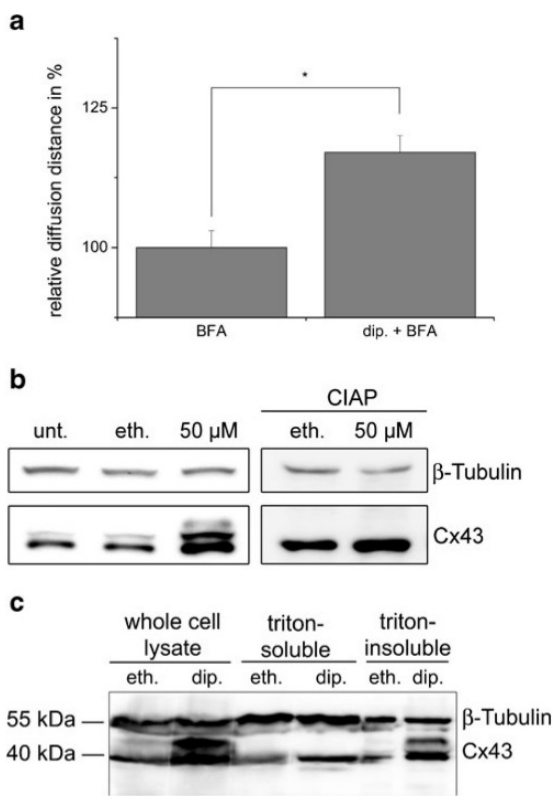 a
relative diffusion distance in %
125
100
*
BFA
dip. + BFA
b
CIAP
unt.
eth.
50 µM
eth.
50 µM
β-Tubulin
Cx43
c
whole cell
lysate
triton-
soluble
triton-
insoluble
eth.
dip.
eth.
dip.
eth.
dip.
55 kDa
β-Tubulin
40 kDa
Cx43